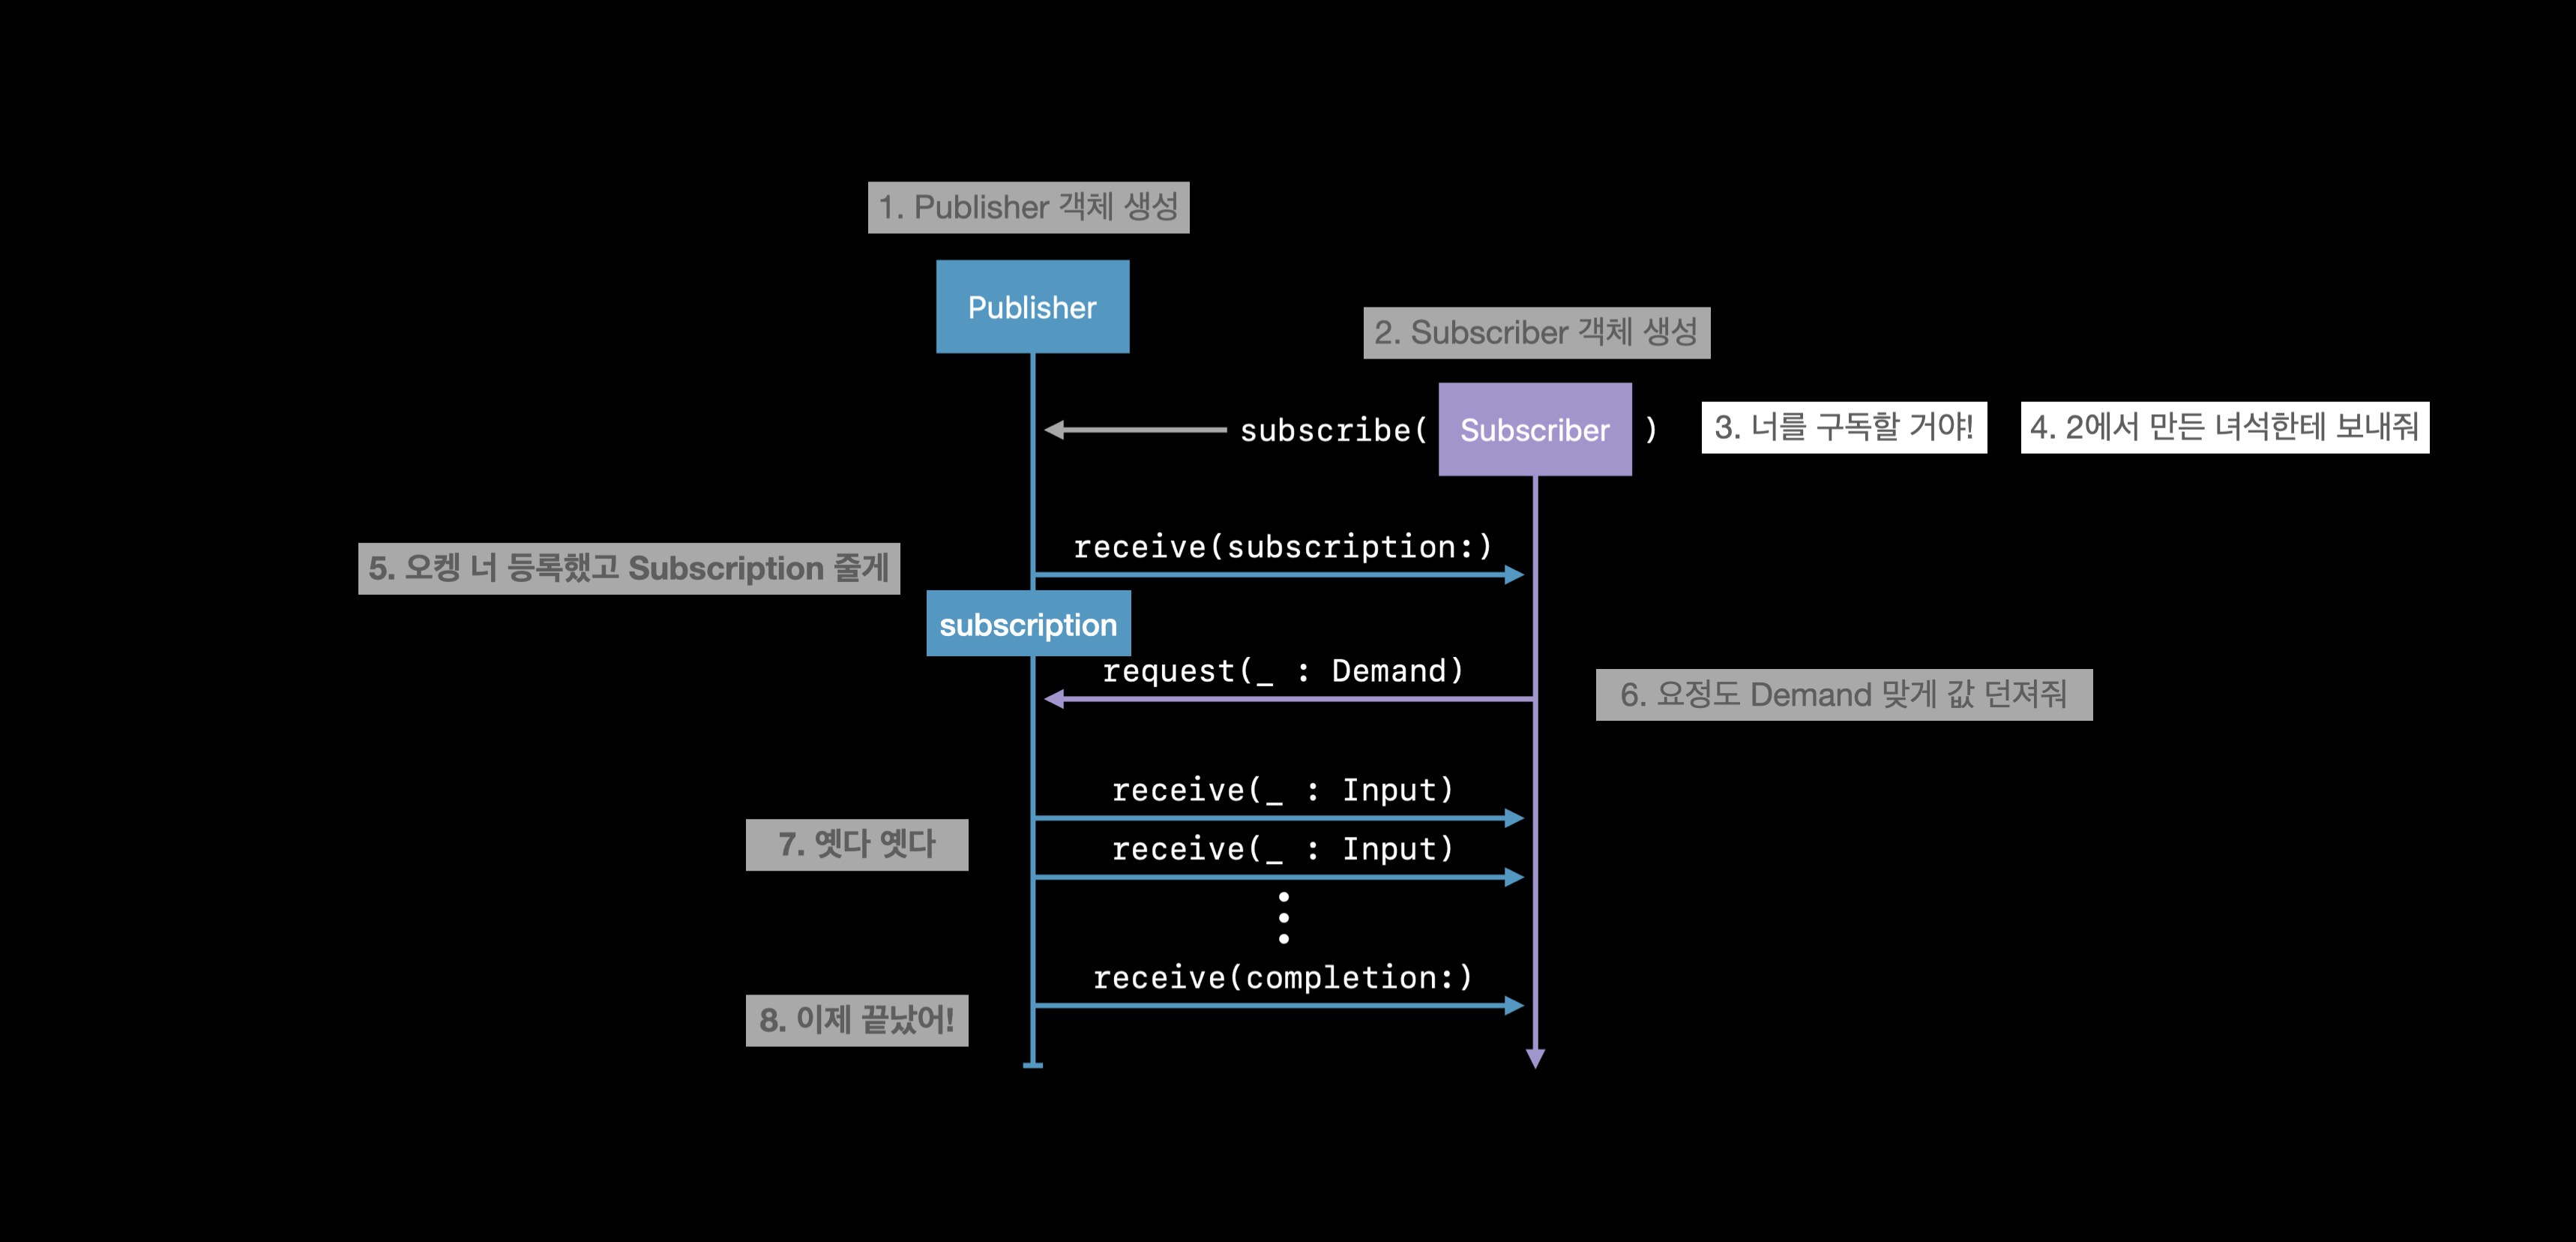 1. Publisher 객체 생성
Publisher
2. Subscriber 객체 생성
subscribe( Subscriber ) 3. 너를 구독할 거야! 4. 2에서 만든 녀석한테 보내줘
receive(subscription:)
5. 오켕 너 등록했고 Subscription 줄게
subscription
request(_ : Demand)
6. 요정도 Demand 맞게 값 던져줘
receive(_ : Input)
7. 옛다 옛다
receive(_ : Input)
receive(completion:)
8. 이제 끝났어!